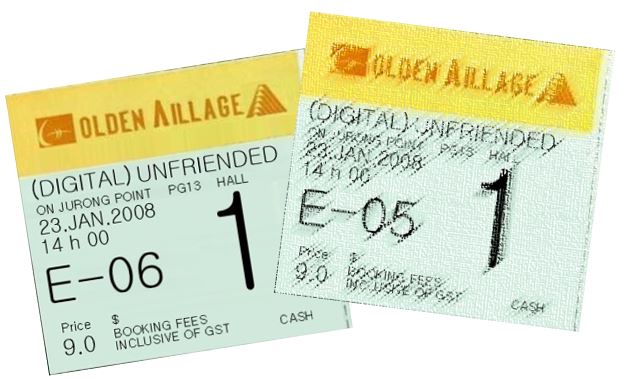 OLDEN AILLAGE
(DIGITAL) UNFRIENDED
ON JURONG POINT PG13 HALL
23.JAN.2008
14 h 00
1
E-06
Price $
9.0 BOOKING FEES
INCLUSIVE OF GST
CASH
OLDEN AILLAGE
(DIGITAL) UNFRIENDED
ON JURONG POINT PG13 HALL
23.JAN.2008
14 h 00
1
E-05
Price $
9.0 BOOKING FEES
INCLUSIVE OF GST
CASH